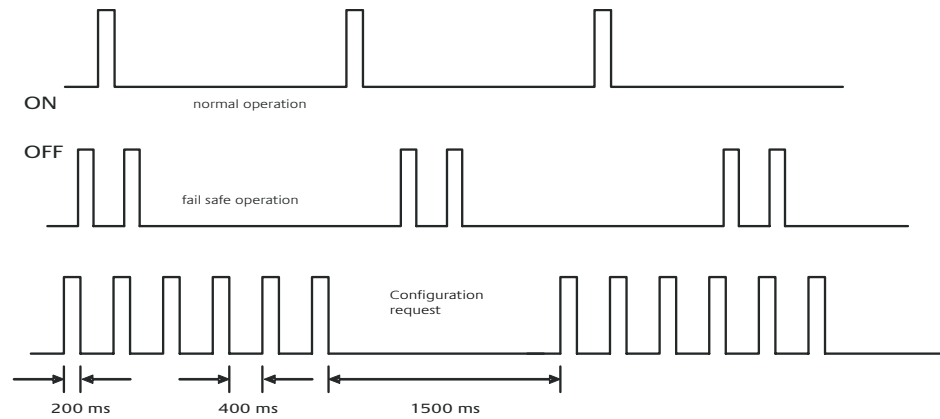 ON
normal operation
OFF
fail safe operation
Configuration
request
200 ms
400 ms
1500 ms